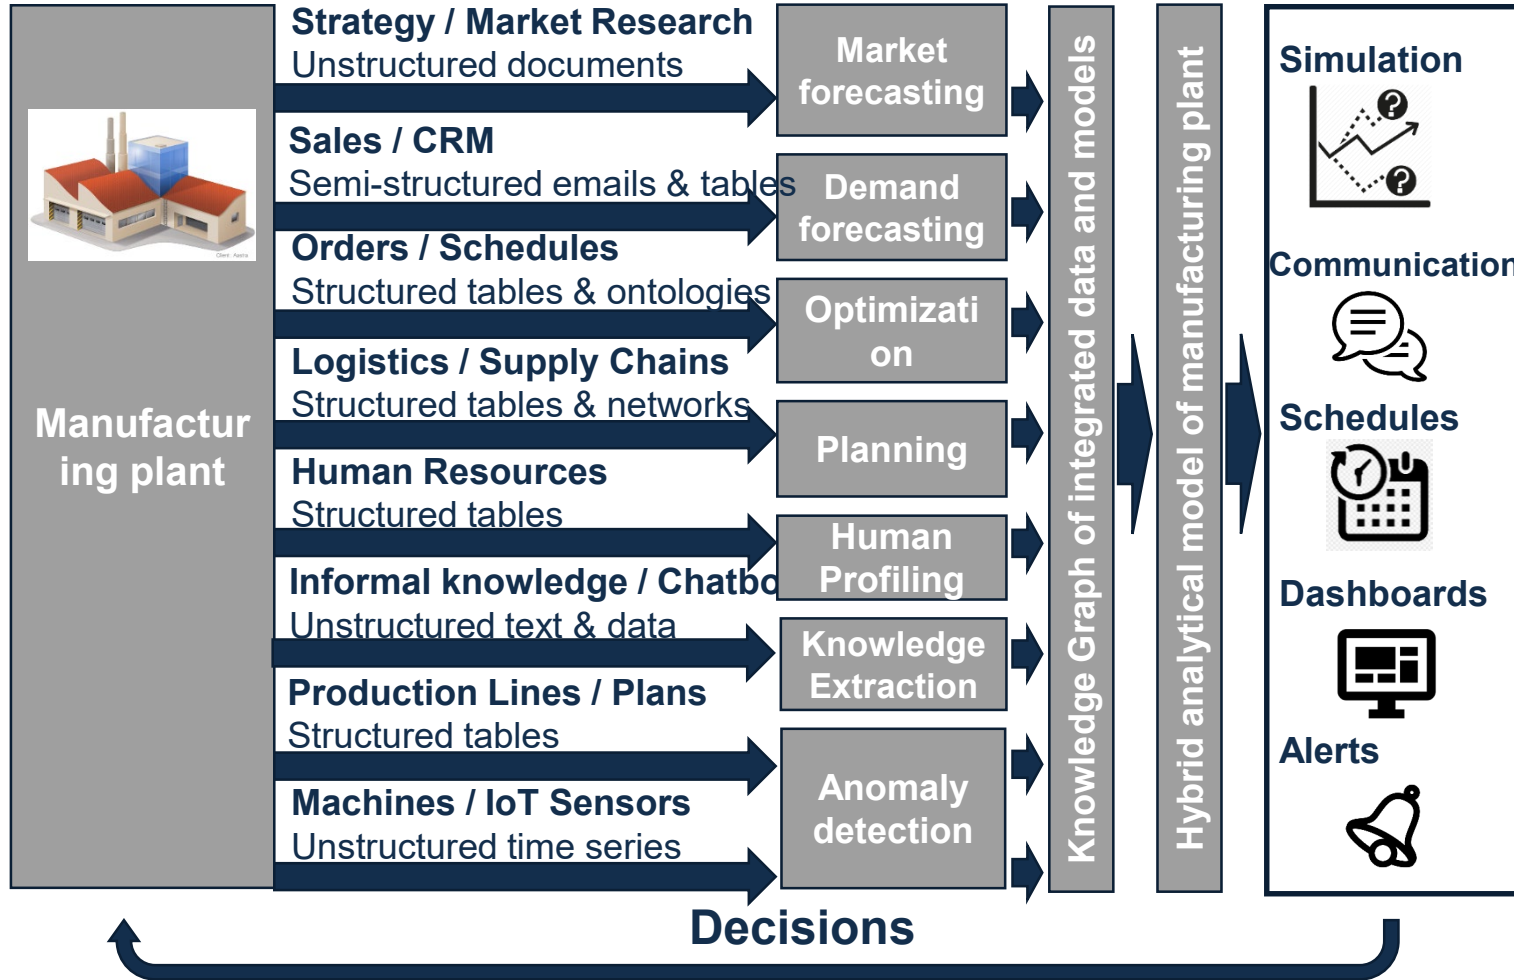 Strategy / Market Research
Unstructured documents
Sales / CRM
Semi-structured emails & tables
Orders / Schedules
Structured tables & ontologies
Logistics / Supply Chains
Structured tables & networks
Human Resources
Structured tables
Informal knowledge / Chatbo
Unstructured text & data
Production Lines / Plans
Structured tables
Machines / IoT Sensors
Unstructured time series
Manufactur
ing plant
Market
forecasting
Demand
forecasting
Optimizati
on
Planning
Human
Profiling
Knowledge
Extraction
Anomaly
detection
Knowledge Graph of integrated data and models
Hybrid analytical model of manufacturing plant
Simulation
?
?
Communication
Schedules
Dashboards
Alerts
Decisions